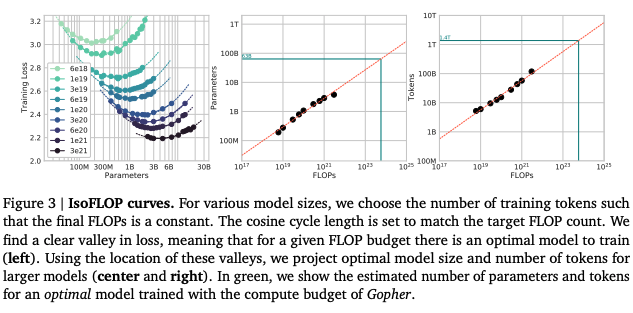 3.2
3.0
2.8
2.6
2.4
2.2
2.0
Training Loss
6e18
1e19
3e19
6e19
1e20
3e20
6e20
1e21
3e21
100M 300M 1B 3B 6B 30B
Parameters
1T
100B
10B
1B
100M
Parameters
63B
10^17 10^19 10^21 10^23 10^25
FLOPs
10T
1T
100B
10B
1B
100M
Tokens
1.4T
10^17 10^19 10^21 10^23 10^25
FLOPs
Figure 3 | IsoFLOP curves. For various model sizes, we choose the number of training tokens such
that the final FLOPs is a constant. The cosine cycle length is set to match the target FLOP count. We
find a clear valley in loss, meaning that for a given FLOP budget there is an optimal model to train
(left). Using the location of these valleys, we project optimal model size and number of tokens for
larger models (center and right). In green, we show the estimated number of parameters and tokens
for an optimal model trained with the compute budget of Gopher.